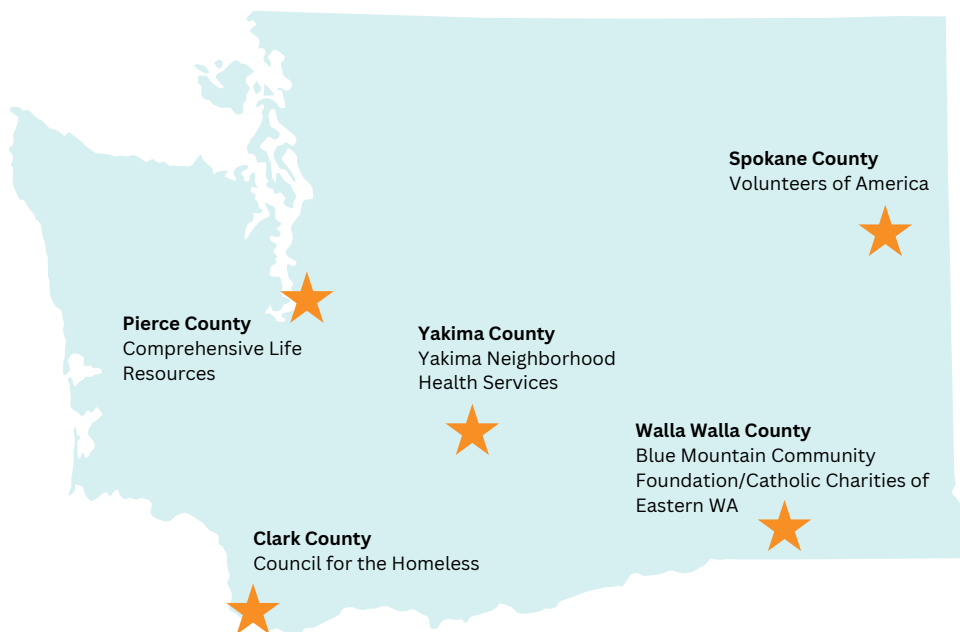 Spokane County
Volunteers of America
Pierce County
Comprehensive Life
Resources
Yakima County
Yakima Neighborhood
Health Services
Walla Walla County
Blue Mountain Community
Foundation/Catholic Charities of
Eastern WA
Clark County
Council for the Homeless